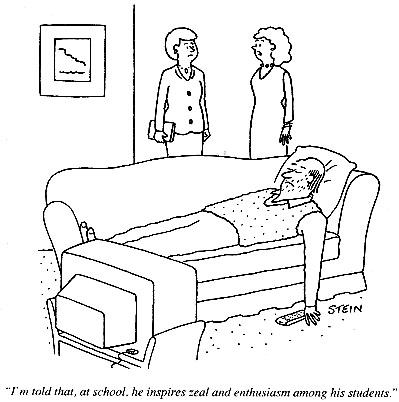 STEIN
"I'm told that, at school, he inspires zeal and enthusiasm among his students."